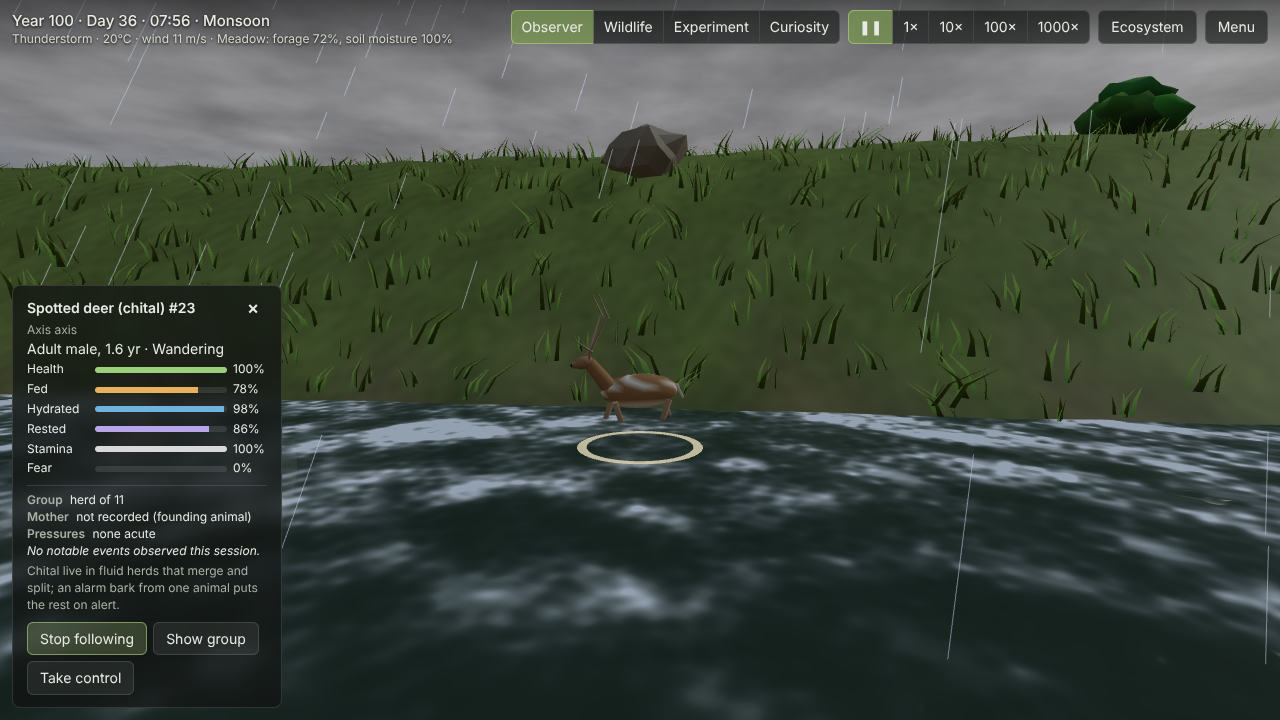 Year 100 · Day 36 · 07:56 · Monsoon
Thunderstorm · 20°C · wind 11 m/s · Meadow: forage 72%, soil moisture 100%
Observer Wildlife Experiment Curiosity ❚❚ 1× 10× 100× 1000× Ecosystem Menu
Spotted deer (chital) #23 ×
Axis axis
Adult male, 1.6 yr · Wandering
Health 100%
Fed 78%
Hydrated 98%
Rested 86%
Stamina 100%
Fear 0%
Group herd of 11
Mother not recorded (founding animal)
Pressures none acute
No notable events observed this session.
Chital live in fluid herds that merge and
split; an alarm bark from one animal puts
the rest on alert.
Stop following Show group
Take control